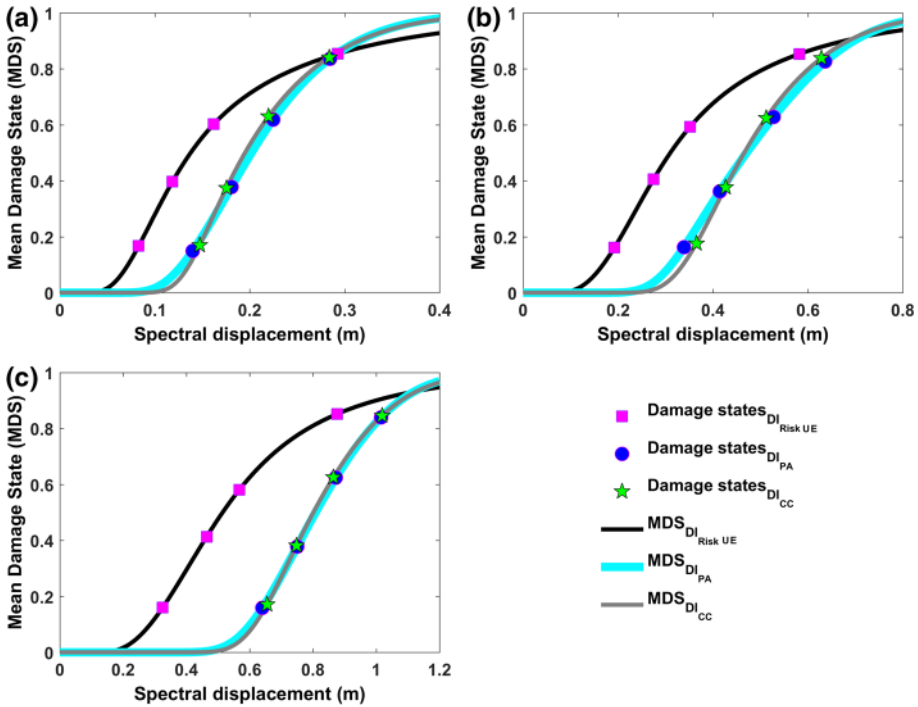 (a)
Mean Damage State (MDS)
1
0.8
0.6
0.4
0.2
0
0 0.1 0.2 0.3 0.4
Spectral displacement (m)
(b)
Mean Damage State (MDS)
1
0.8
0.6
0.4
0.2
0
0 0.2 0.4 0.6 0.8
Spectral displacement (m)
(c)
Mean Damage State (MDS)
1
0.8
0.6
0.4
0.2
0
0 0.2 0.4 0.6 0.8 1 1.2
Spectral displacement (m)
Damage states DI Risk UE
Damage states DI PA
Damage states DI CC
MDS DI Risk UE
MDS DI PA
MDS DI CC